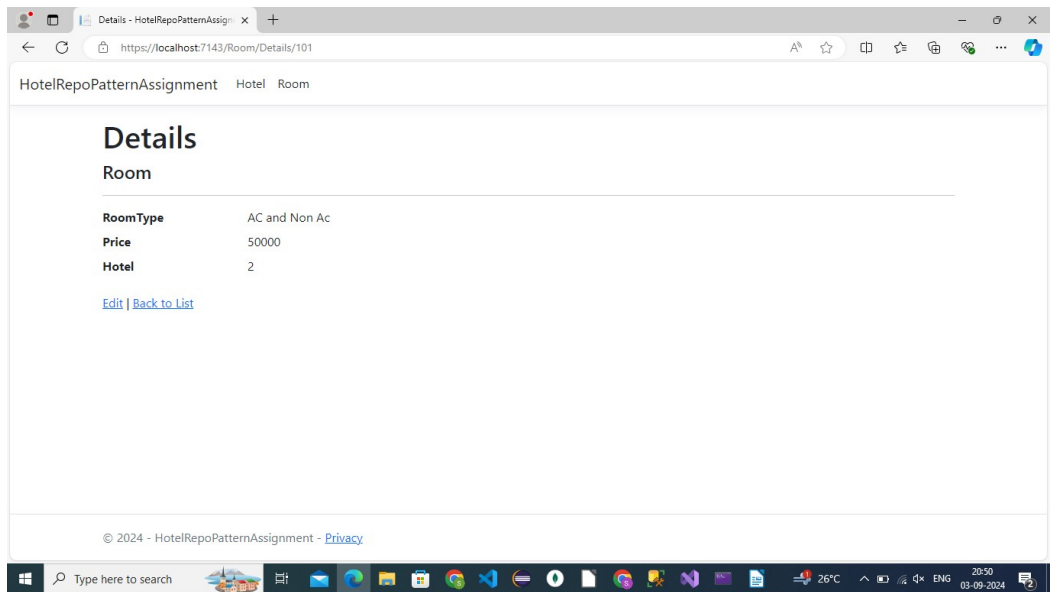 Details - HotelRepoPatternAssign
https://localhost:7143/Room/Details/101
HotelRepoPatternAssignment Hotel Room
Details
Room
RoomType AC and Non Ac
Price 50000
Hotel 2
Edit | Back to List
© 2024 - HotelRepoPatternAssignment - Privacy
Type here to search 26°C ENG 20:50
03-09-2024 2